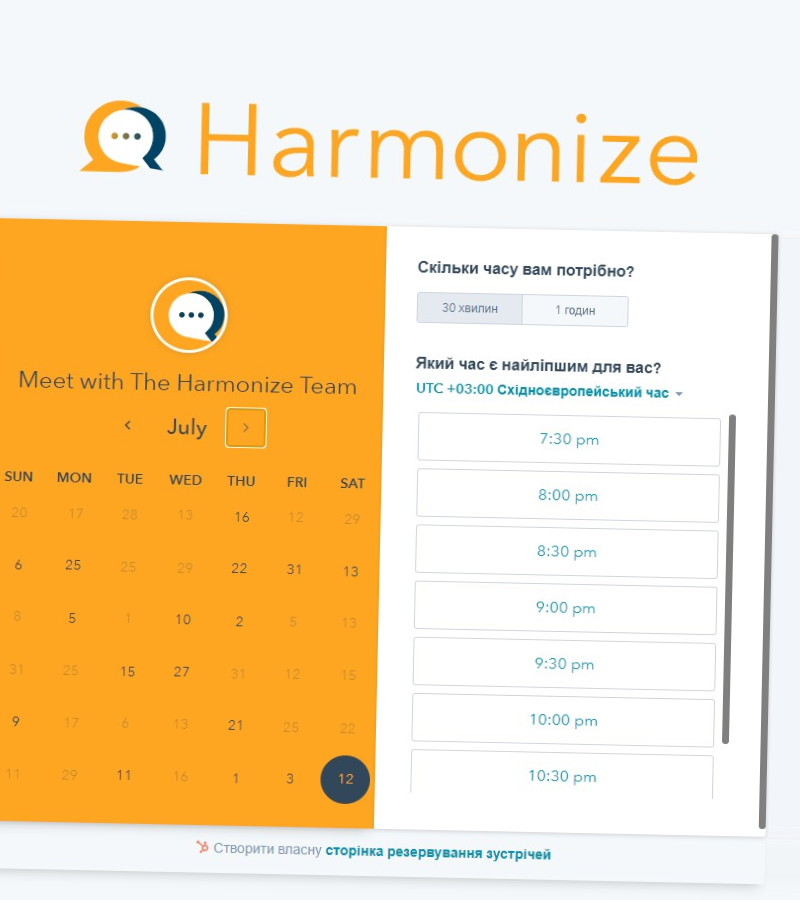 Harmonize
Meet with The Harmonize Team
July
SUN MON TUE WED THU FRI SAT
20 17 28 13 16 12 29
6 25 25 29 22 31 13
8 5 1 10 2 5 13
31 25 15 27 31 12 15
9 17 6 13 21 25 22
11 29 11 16 1 3 12
Скільки часу вам потрібно?
30 хвилин 1 годин
Який час є найліпшим для вас?
UTC +03:00 Східноєвропейський час
7:30 pm
8:00 pm
8:30 pm
9:00 pm
9:30 pm
10:00 pm
10:30 pm
Створити власну сторінка резервування зустрічей